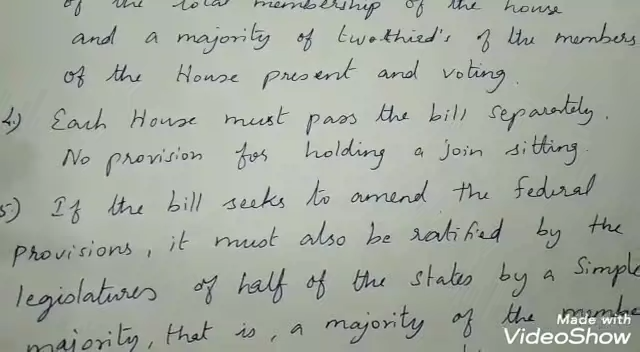 of the total membership of the house
and a majority of two thied's of the members
of the House present and voting.
4.) Each House must pass the bill separately.
No provision for holding a join sitting.
5.) If the bill seeks to amend the federal
provisions, it must also be ratified by the
legislatures of half of the states by a Simple
majority, that is, a majority of the
Made with
VideoShow